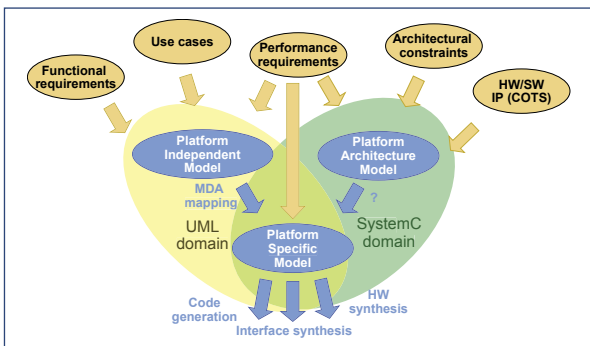 Use cases
Performance
requirements
Architectural
constraints
Functional
requirements
HW/SW
IP (COTS)
Platform
Independent
Model
Platform
Architecture
Model
MDA
mapping
?
UML
domain
SystemC
domain
Platform
Specific
Model
Code
generation
HW
synthesis
Interface synthesis